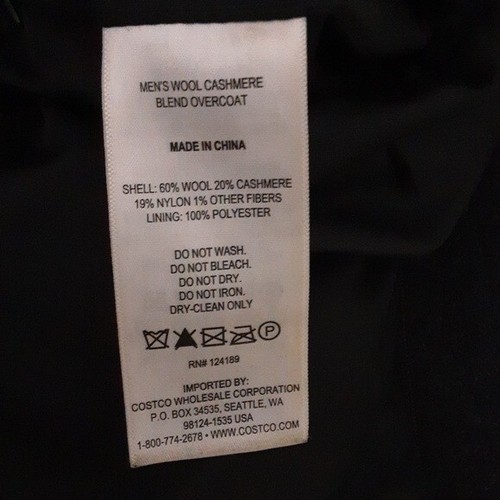 MEN'S WOOL CASHMERE
BLEND OVERCOAT
MADE IN CHINA
SHELL: 60% WOOL 20% CASHMERE
19% NYLON 1% OTHER FIBERS
LINING: 100% POLYESTER
DO NOT WASH.
DO NOT BLEACH.
DO NOT DRY.
DO NOT IRON.
DRY-CLEAN ONLY
P
RN# 124189
IMPORTED BY:
COSTCO WHOLESALE CORPORATION
P.O. BOX 34535, SEATTLE, WA
98124-1535 USA
1-800-774-2678 • WWW.COSTCO.COM